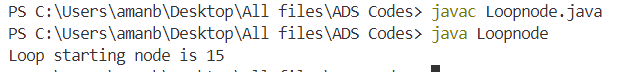 PS C:\Users\amanb\Desktop\All files\ADS Codes> javac Loopnode.java
PS C:\Users\amanb\Desktop\All files\ADS Codes> java Loopnode
Loop starting node is 15